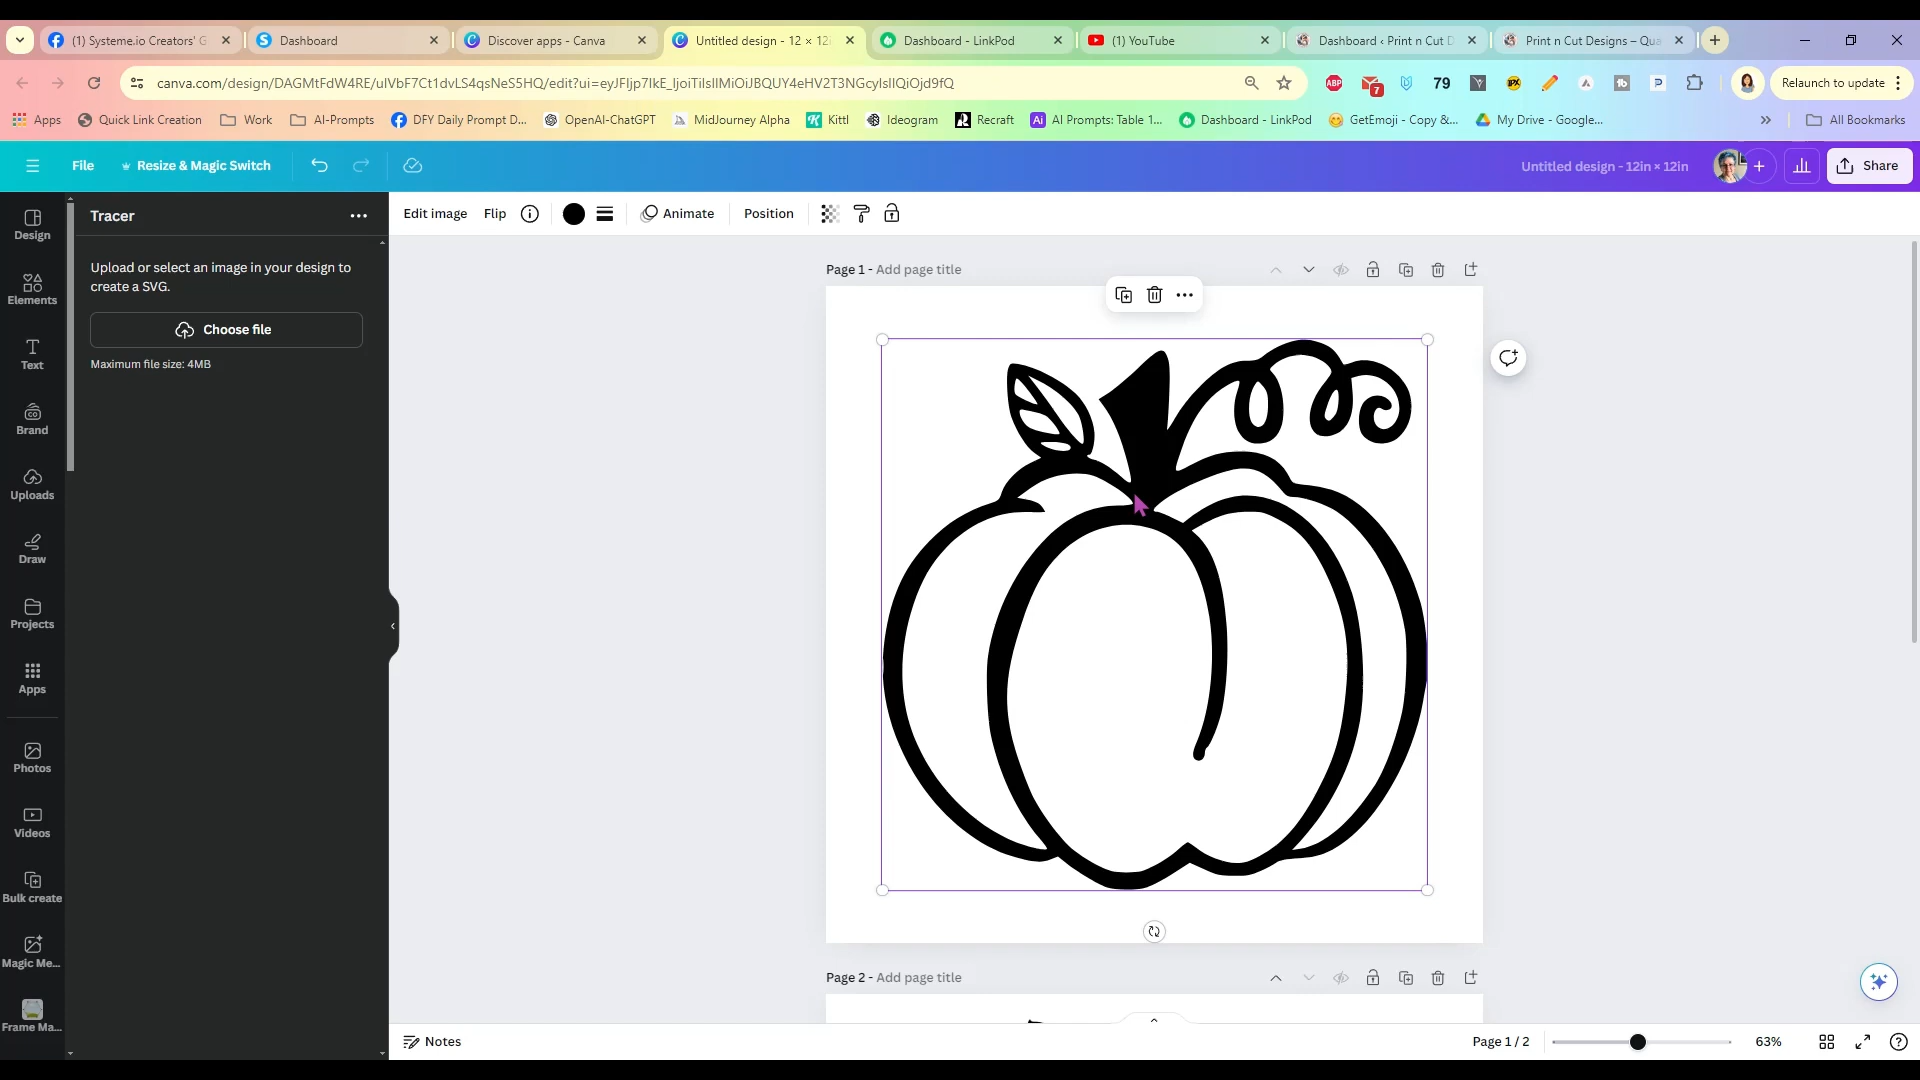 (1) Systeme.io Creators' G
Dashboard
Discover apps - Canva
Untitled design - 12 × 12i
Dashboard - LinkPod
(1) YouTube
Dashboard ‹ Print n Cut D
Print n Cut Designs – Qua
canva.com/design/DAGMtFdW4RE/ulVbF7Ct1dvLS4qsNeS5HQ/edit?ui=eyJFIjp7IkE_IjoiTiIsIlMiOiJBQUY4eHV2T3NGcyIsIlQiOjd9fQ
ABP
7
79
Relaunch to update
Apps
Quick Link Creation
Work
AI-Prompts
DFY Daily Prompt D...
OpenAI-ChatGPT
MidJourney Alpha
Kittl
Ideogram
Recraft
Ai AI Prompts: Table 1...
Dashboard - LinkPod
GetEmoji - Copy &...
My Drive - Google...
All Bookmarks
File
Resize & Magic Switch
Untitled design - 12in × 12in
Share
Design
Elements
Text
Brand
Uploads
Draw
Projects
Apps
Photos
Videos
Bulk create
Magic Me...
Frame Ma...
Tracer
Upload or select an image in your design to
create a SVG.
Choose file
Maximum file size: 4MB
Edit image
Flip
Animate
Position
Page 1 - Add page title
Page 2 - Add page title
Notes
Page 1 / 2
63%